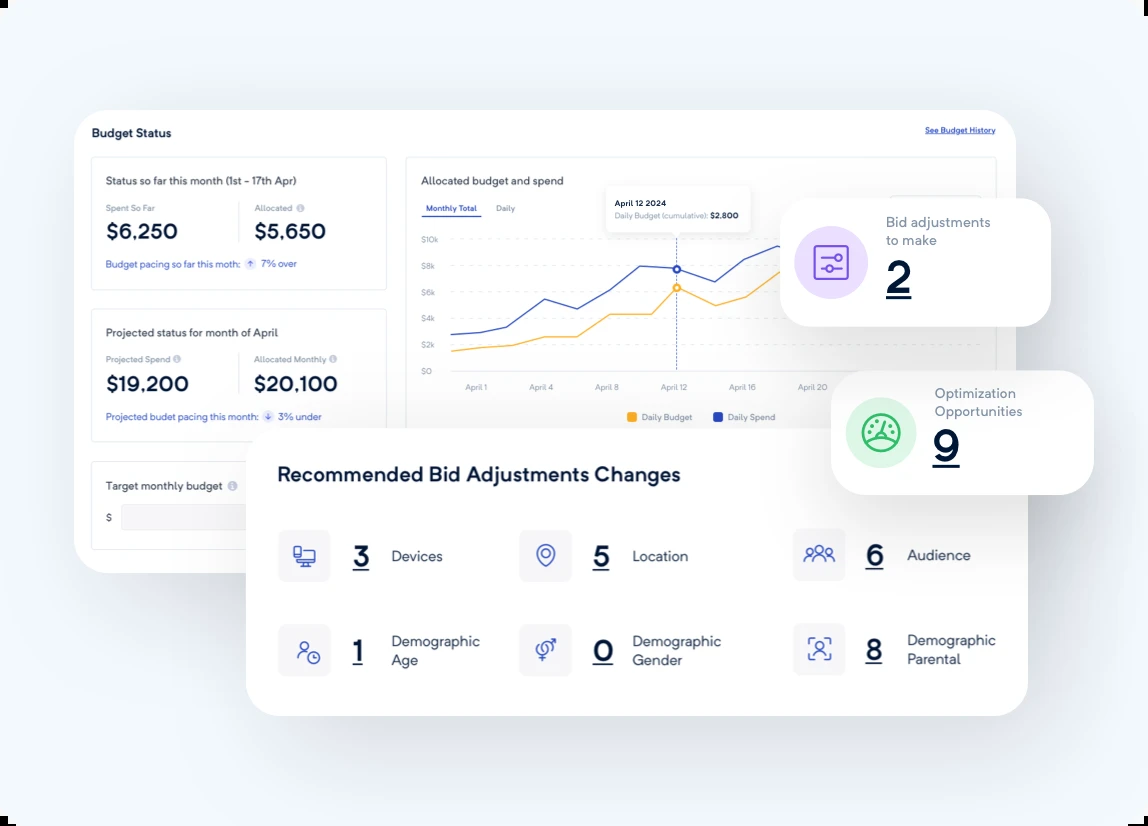 Budget Status
See Budget History
Status so far this month (1st - 17th Apr)
Spent So Far
Allocated
$6,250
$5,650
Budget pacing so far this moth:
7% over
Projected status for month of April
Projected Spend
Allocated Monthly
$19,200
$20,100
Projected budet pacing this month:
3% under
Target monthly budget
$
Allocated budget and spend
Monthly Total
Daily
April 12 2024
Daily Budget (cumulative): $2,800
$10k
$8k
$6k
$4k
$2k
$0
April 1
April 4
April 8
April 12
April 16
April 20
Daily Budget
Daily Spend
Bid adjustments
to make
2
Optimization
Opportunities
9
Recommended Bid Adjustments Changes
3
Devices
5
Location
6
Audience
1
Demographic
Age
0
Demographic
Gender
8
Demographic
Parental